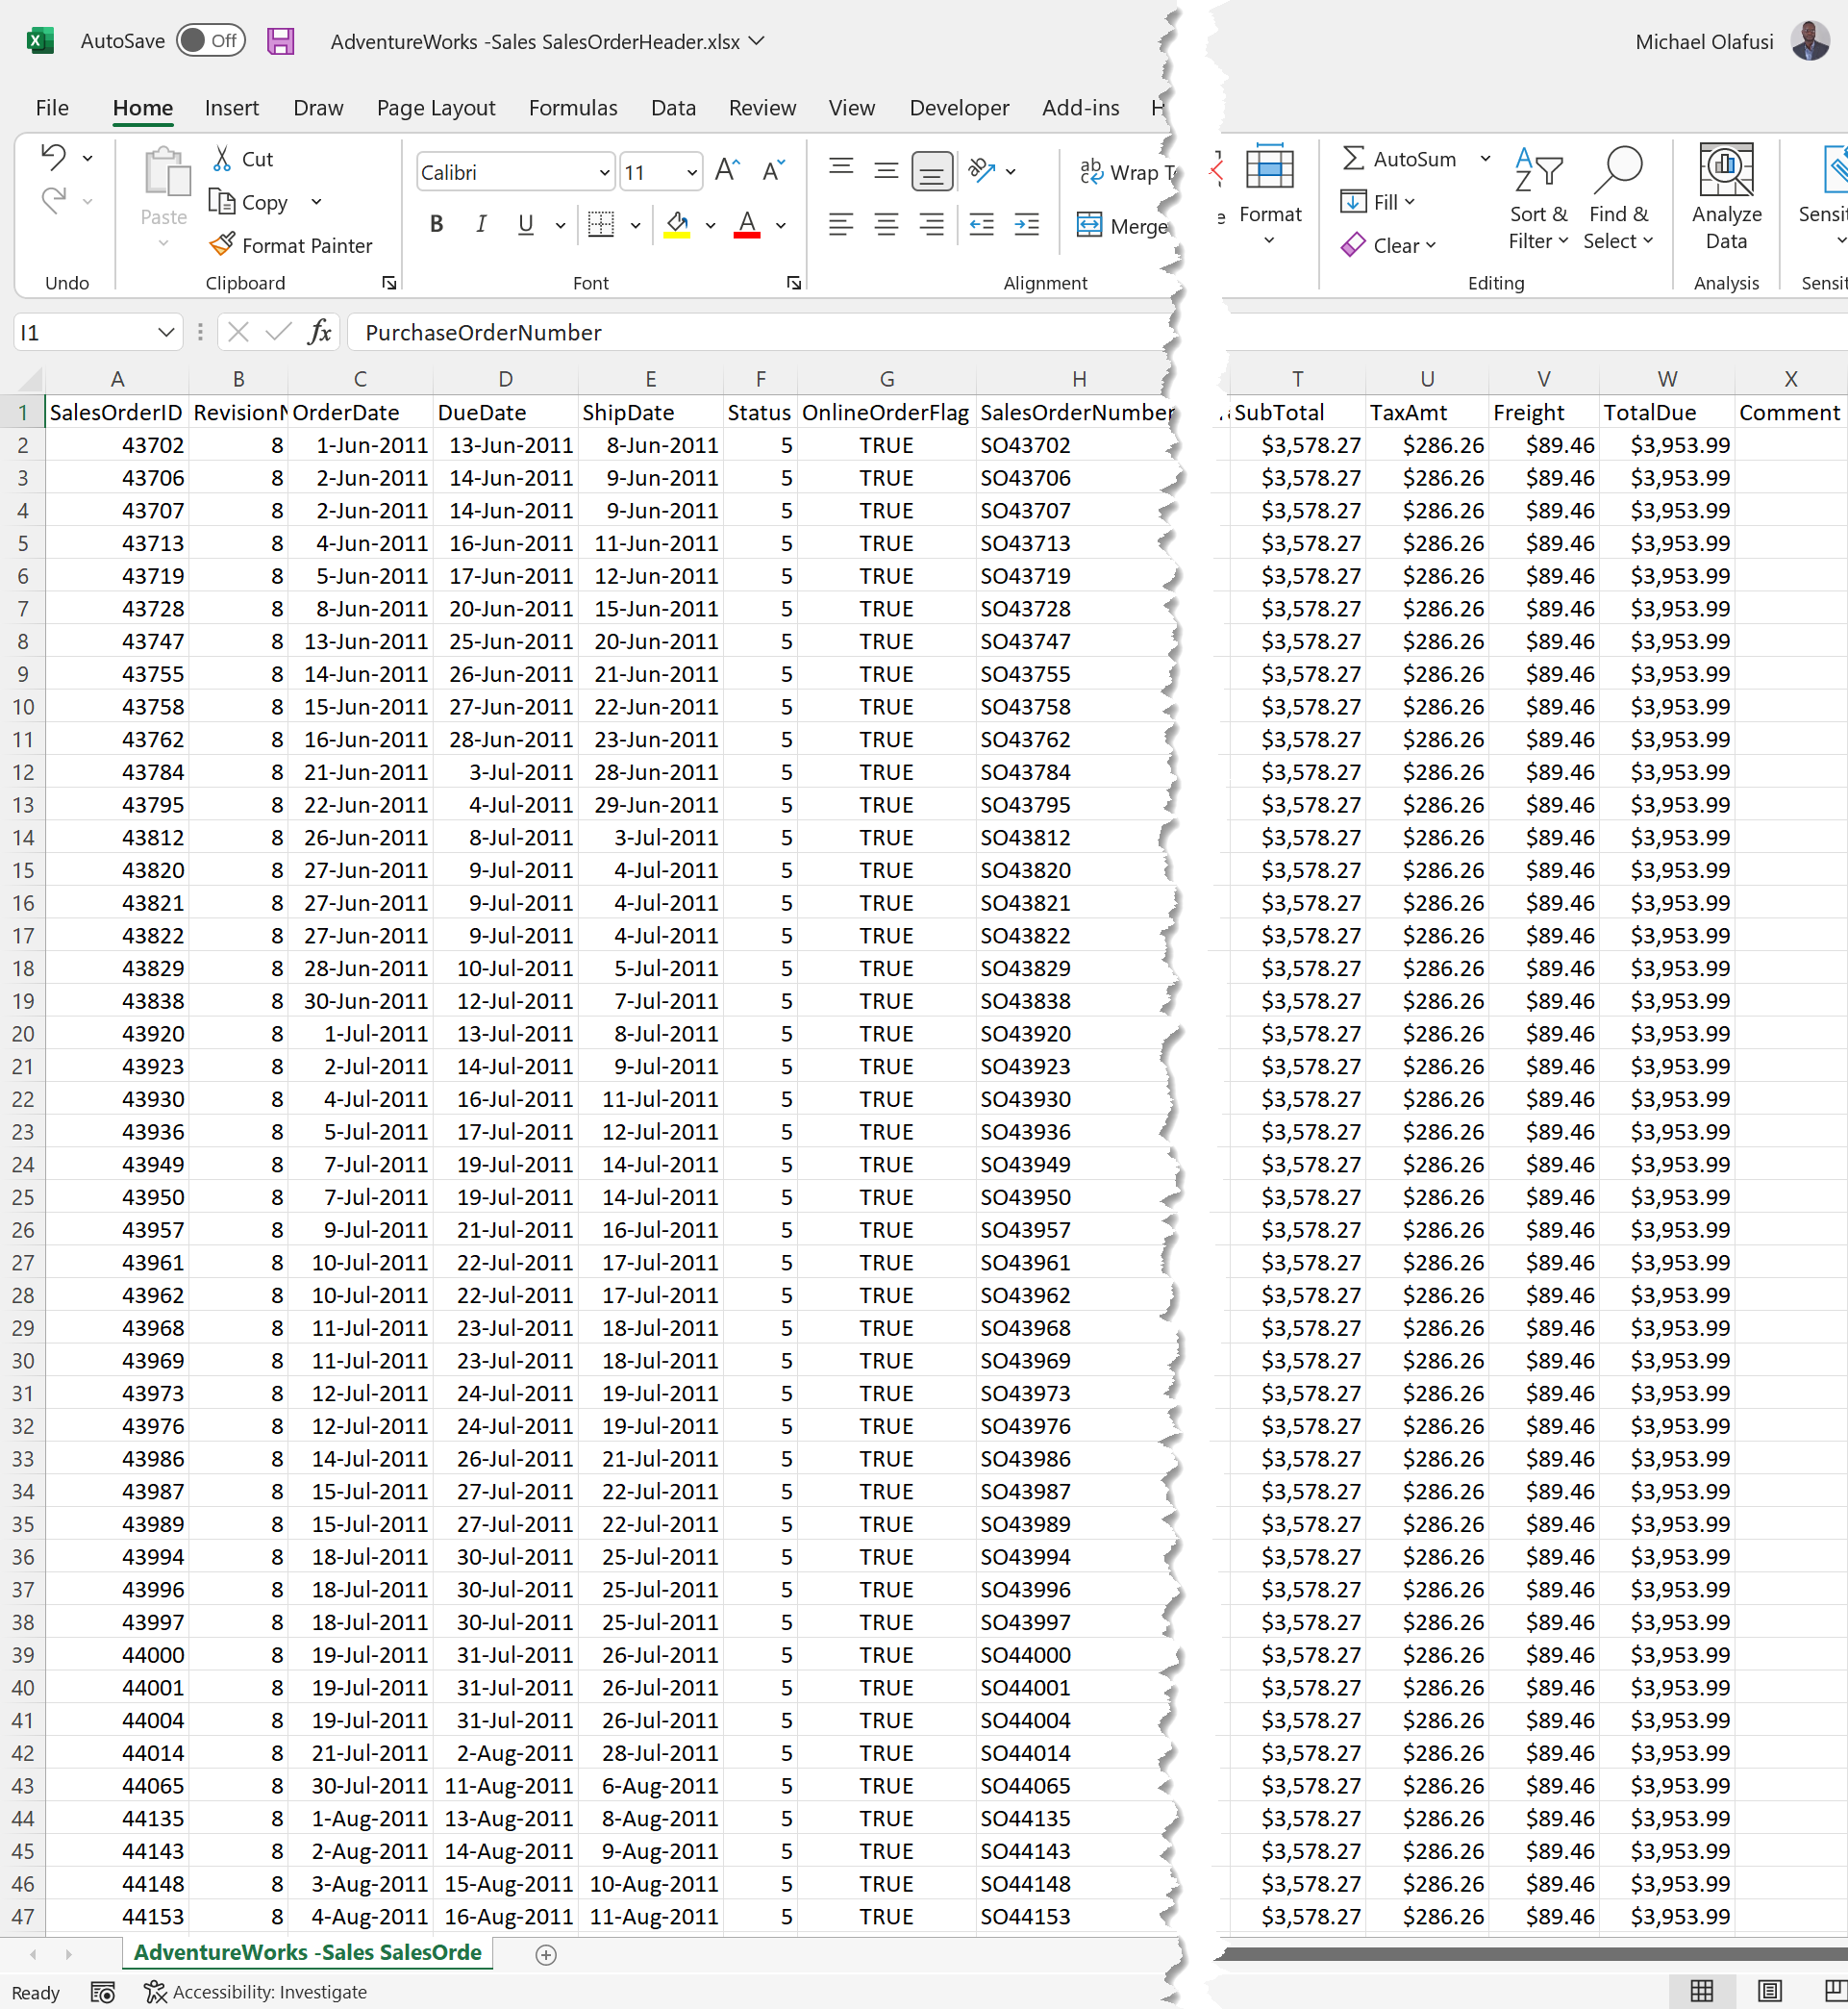 AutoSave Off AdventureWorks -Sales SalesOrderHeader.xlsx Michael Olafusi
File Home Insert Draw Page Layout Formulas Data Review View Developer Add-ins H
Cut
Copy
Format Painter
Paste
Calibri 11
B I U
Wrap T
Merge
Format
AutoSum
Fill
Clear
Sort & Filter
Find & Select
Analyze Data
Sensit
Undo Clipboard Font Alignment Editing Analysis Sensit
I1 fx PurchaseOrderNumber
A B C D E F G H T U V W X
1 SalesOrderID RevisionN OrderDate DueDate ShipDate Status OnlineOrderFlag SalesOrderNumber SubTotal TaxAmt Freight TotalDue Comment
2 43702 8 1-Jun-2011 13-Jun-2011 8-Jun-2011 5 TRUE SO43702 $3,578.27 $286.26 $89.46 $3,953.99
3 43706 8 2-Jun-2011 14-Jun-2011 9-Jun-2011 5 TRUE SO43706 $3,578.27 $286.26 $89.46 $3,953.99
4 43707 8 2-Jun-2011 14-Jun-2011 9-Jun-2011 5 TRUE SO43707 $3,578.27 $286.26 $89.46 $3,953.99
5 43713 8 4-Jun-2011 16-Jun-2011 11-Jun-2011 5 TRUE SO43713 $3,578.27 $286.26 $89.46 $3,953.99
6 43719 8 5-Jun-2011 17-Jun-2011 12-Jun-2011 5 TRUE SO43719 $3,578.27 $286.26 $89.46 $3,953.99
7 43728 8 8-Jun-2011 20-Jun-2011 15-Jun-2011 5 TRUE SO43728 $3,578.27 $286.26 $89.46 $3,953.99
8 43747 8 13-Jun-2011 25-Jun-2011 20-Jun-2011 5 TRUE SO43747 $3,578.27 $286.26 $89.46 $3,953.99
9 43755 8 14-Jun-2011 26-Jun-2011 21-Jun-2011 5 TRUE SO43755 $3,578.27 $286.26 $89.46 $3,953.99
10 43758 8 15-Jun-2011 27-Jun-2011 22-Jun-2011 5 TRUE SO43758 $3,578.27 $286.26 $89.46 $3,953.99
11 43762 8 16-Jun-2011 28-Jun-2011 23-Jun-2011 5 TRUE SO43762 $3,578.27 $286.26 $89.46 $3,953.99
12 43784 8 21-Jun-2011 3-Jul-2011 28-Jun-2011 5 TRUE SO43784 $3,578.27 $286.26 $89.46 $3,953.99
13 43795 8 22-Jun-2011 4-Jul-2011 29-Jun-2011 5 TRUE SO43795 $3,578.27 $286.26 $89.46 $3,953.99
14 43812 8 26-Jun-2011 8-Jul-2011 3-Jul-2011 5 TRUE SO43812 $3,578.27 $286.26 $89.46 $3,953.99
15 43820 8 27-Jun-2011 9-Jul-2011 4-Jul-2011 5 TRUE SO43820 $3,578.27 $286.26 $89.46 $3,953.99
16 43821 8 27-Jun-2011 9-Jul-2011 4-Jul-2011 5 TRUE SO43821 $3,578.27 $286.26 $89.46 $3,953.99
17 43822 8 27-Jun-2011 9-Jul-2011 4-Jul-2011 5 TRUE SO43822 $3,578.27 $286.26 $89.46 $3,953.99
18 43829 8 28-Jun-2011 10-Jul-2011 5-Jul-2011 5 TRUE SO43829 $3,578.27 $286.26 $89.46 $3,953.99
19 43838 8 30-Jun-2011 12-Jul-2011 7-Jul-2011 5 TRUE SO43838 $3,578.27 $286.26 $89.46 $3,953.99
20 43920 8 1-Jul-2011 13-Jul-2011 8-Jul-2011 5 TRUE SO43920 $3,578.27 $286.26 $89.46 $3,953.99
21 43923 8 2-Jul-2011 14-Jul-2011 9-Jul-2011 5 TRUE SO43923 $3,578.27 $286.26 $89.46 $3,953.99
22 43930 8 4-Jul-2011 16-Jul-2011 11-Jul-2011 5 TRUE SO43930 $3,578.27 $286.26 $89.46 $3,953.99
23 43936 8 5-Jul-2011 17-Jul-2011 12-Jul-2011 5 TRUE SO43936 $3,578.27 $286.26 $89.46 $3,953.99
24 43949 8 7-Jul-2011 19-Jul-2011 14-Jul-2011 5 TRUE SO43949 $3,578.27 $286.26 $89.46 $3,953.99
25 43950 8 7-Jul-2011 19-Jul-2011 14-Jul-2011 5 TRUE SO43950 $3,578.27 $286.26 $89.46 $3,953.99
26 43957 8 9-Jul-2011 21-Jul-2011 16-Jul-2011 5 TRUE SO43957 $3,578.27 $286.26 $89.46 $3,953.99
27 43961 8 10-Jul-2011 22-Jul-2011 17-Jul-2011 5 TRUE SO43961 $3,578.27 $286.26 $89.46 $3,953.99
28 43962 8 10-Jul-2011 22-Jul-2011 17-Jul-2011 5 TRUE SO43962 $3,578.27 $286.26 $89.46 $3,953.99
29 43968 8 11-Jul-2011 23-Jul-2011 18-Jul-2011 5 TRUE SO43968 $3,578.27 $286.26 $89.46 $3,953.99
30 43969 8 11-Jul-2011 23-Jul-2011 18-Jul-2011 5 TRUE SO43969 $3,578.27 $286.26 $89.46 $3,953.99
31 43973 8 12-Jul-2011 24-Jul-2011 19-Jul-2011 5 TRUE SO43973 $3,578.27 $286.26 $89.46 $3,953.99
32 43976 8 12-Jul-2011 24-Jul-2011 19-Jul-2011 5 TRUE SO43976 $3,578.27 $286.26 $89.46 $3,953.99
33 43986 8 14-Jul-2011 26-Jul-2011 21-Jul-2011 5 TRUE SO43986 $3,578.27 $286.26 $89.46 $3,953.99
34 43987 8 15-Jul-2011 27-Jul-2011 22-Jul-2011 5 TRUE SO43987 $3,578.27 $286.26 $89.46 $3,953.99
35 43989 8 15-Jul-2011 27-Jul-2011 22-Jul-2011 5 TRUE SO43989 $3,578.27 $286.26 $89.46 $3,953.99
36 43994 8 18-Jul-2011 30-Jul-2011 25-Jul-2011 5 TRUE SO43994 $3,578.27 $286.26 $89.46 $3,953.99
37 43996 8 18-Jul-2011 30-Jul-2011 25-Jul-2011 5 TRUE SO43996 $3,578.27 $286.26 $89.46 $3,953.99
38 43997 8 18-Jul-2011 30-Jul-2011 25-Jul-2011 5 TRUE SO43997 $3,578.27 $286.26 $89.46 $3,953.99
39 44000 8 19-Jul-2011 31-Jul-2011 26-Jul-2011 5 TRUE SO44000 $3,578.27 $286.26 $89.46 $3,953.99
40 44001 8 19-Jul-2011 31-Jul-2011 26-Jul-2011 5 TRUE SO44001 $3,578.27 $286.26 $89.46 $3,953.99
41 44004 8 19-Jul-2011 31-Jul-2011 26-Jul-2011 5 TRUE SO44004 $3,578.27 $286.26 $89.46 $3,953.99
42 44014 8 21-Jul-2011 2-Aug-2011 28-Jul-2011 5 TRUE SO44014 $3,578.27 $286.26 $89.46 $3,953.99
43 44065 8 30-Jul-2011 11-Aug-2011 6-Aug-2011 5 TRUE SO44065 $3,578.27 $286.26 $89.46 $3,953.99
44 44135 8 1-Aug-2011 13-Aug-2011 8-Aug-2011 5 TRUE SO44135 $3,578.27 $286.26 $89.46 $3,953.99
45 44143 8 2-Aug-2011 14-Aug-2011 9-Aug-2011 5 TRUE SO44143 $3,578.27 $286.26 $89.46 $3,953.99
46 44148 8 3-Aug-2011 15-Aug-2011 10-Aug-2011 5 TRUE SO44148 $3,578.27 $286.26 $89.46 $3,953.99
47 44153 8 4-Aug-2011 16-Aug-2011 11-Aug-2011 5 TRUE SO44153 $3,578.27 $286.26 $89.46 $3,953.99
AdventureWorks -Sales SalesOrde
Ready Accessibility: Investigate